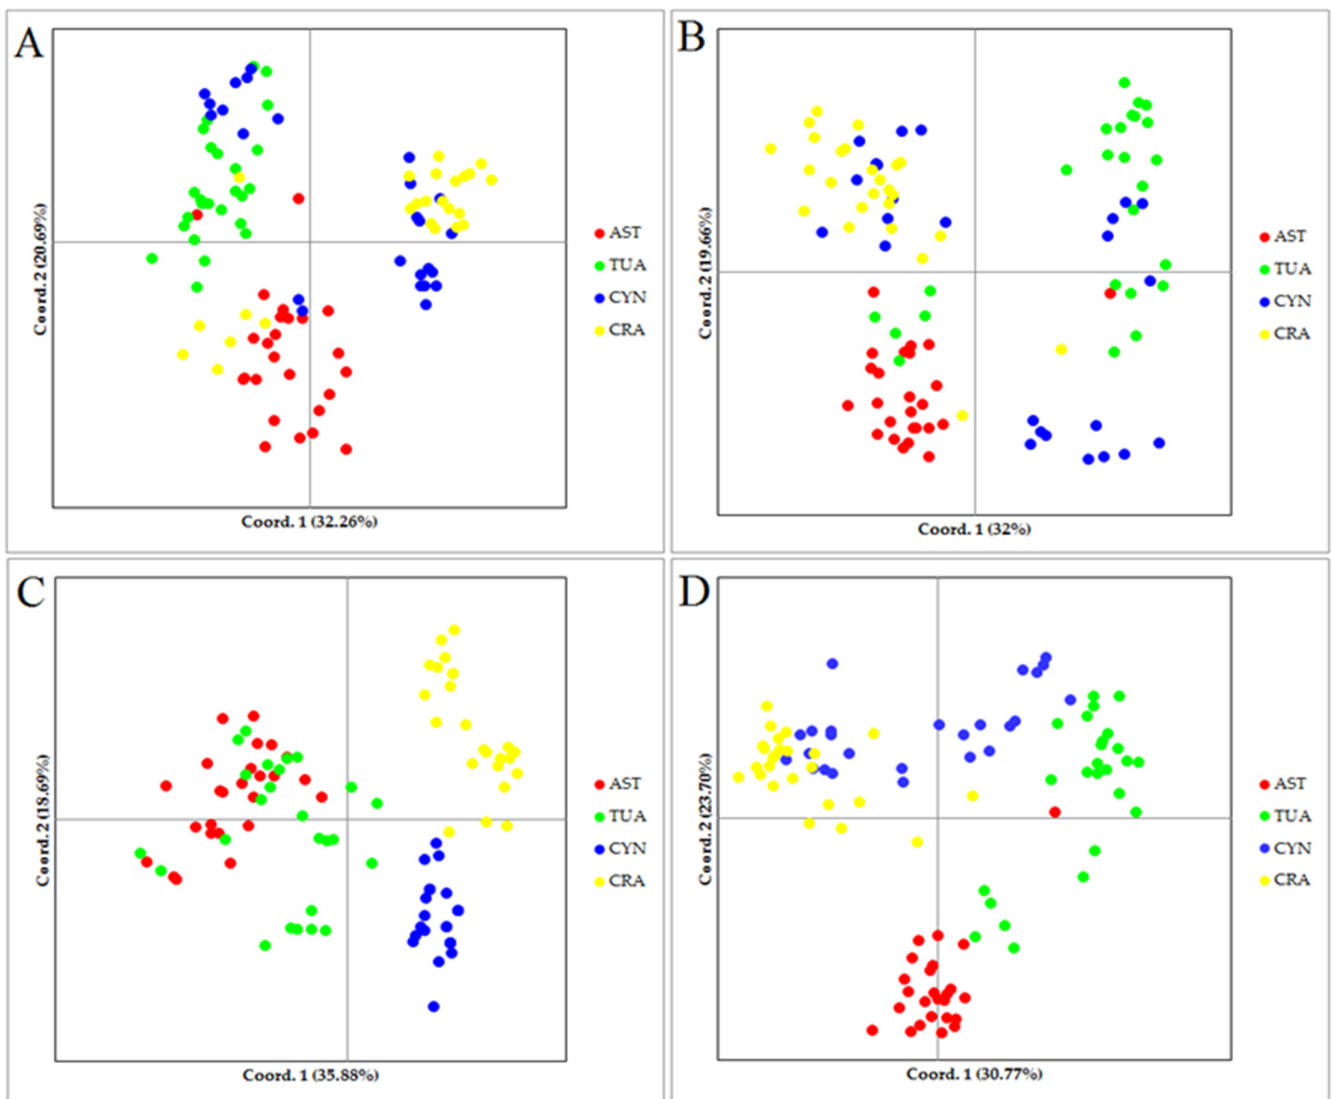 A
Coord. 2 (20.69%)
Coord. 1 (32.26%)
AST
TUA
CYN
CRA
B
Coord. 2 (19.66%)
Coord. 1 (32%)
AST
TUA
CYN
CRA
C
Coord. 2 (18.69%)
Coord. 1 (35.88%)
AST
TUA
CYN
CRA
D
Coord. 2 (23.70%)
Coord. 1 (30.77%)
AST
TUA
CYN
CRA